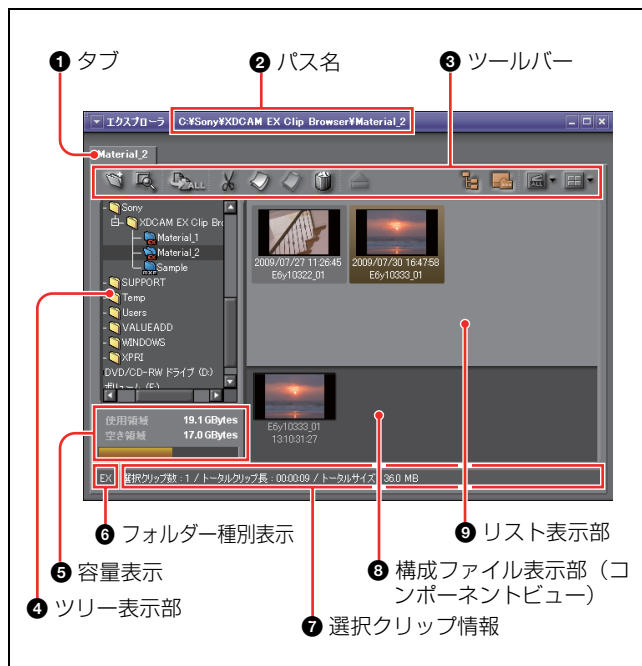 ❶ タブ
❷ パス名
❸ ツールバー
エクスプローラ C:¥Sony¥XDCAM EX Clip Browser¥Material_2
Material_2
ALL
Sony
XDCAM EX Clip Bro
Material_1
Material_2
Sample
SUPPORT
Temp
Users
VALUEADD
WINDOWS
XPRI
DVD/CD-RW ドライブ (D:)
ボリューム (E:)
2009/07/27 11:26:45
E6y10322_01
2009/07/30 16:47:58
E6y10333_01
E6y10333_01
13:10:31:27
使用領域 19.1 GBytes
空き領域 17.0 GBytes
EX 選択クリップ数 : 1 / トータルクリップ長 : 00:00:09 / トータルサイズ 36.0 MB
❻ フォルダー種別表示
❺ 容量表示
❹ ツリー表示部
❾ リスト表示部
❽ 構成ファイル表示部（コ
ンポーネントビュー）
❼ 選択クリップ情報